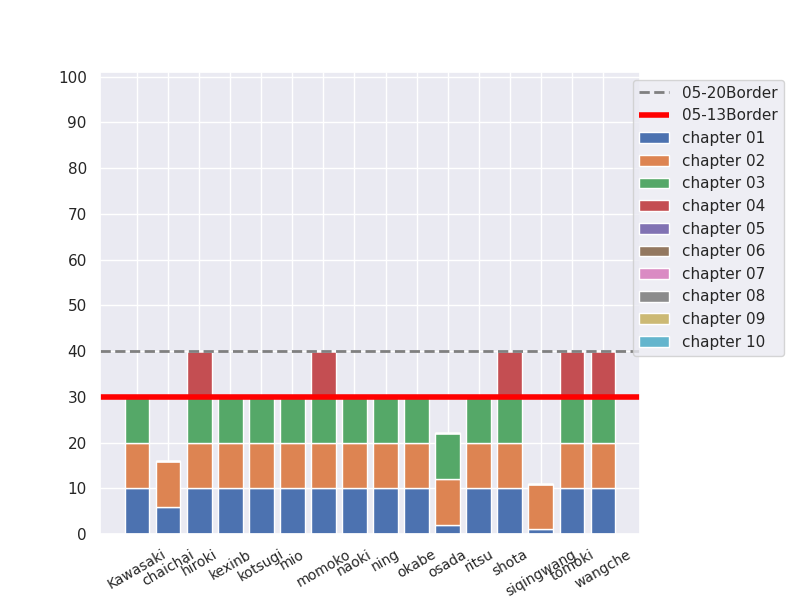 100
90
80
70
60
50
40
30
20
10
0
05-20Border
05-13Border
chapter 01
chapter 02
chapter 03
chapter 04
chapter 05
chapter 06
chapter 07
chapter 08
chapter 09
chapter 10
Kawasaki
chaichai
hiroki
kexinb
kotsugi
mio
momoko
naoki
ning
okabe
osada
ritsu
shota
siqingwang
tomoki
wangche